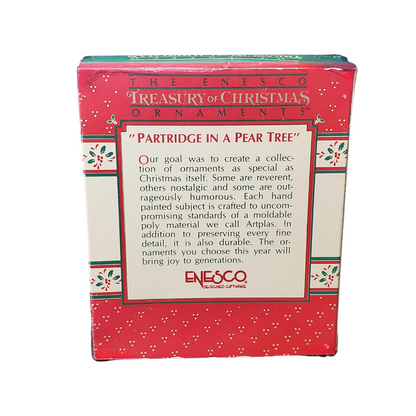 THE ENESCO
TREASURY OF CHRISTMAS
ORNAMENTS™
"PARTRIDGE IN A PEAR TREE"
Our goal was to create a collec-
tion of ornaments as special as
Christmas itself. Some are reverent,
others nostalgic and some are out-
rageously humorous. Each hand
painted subject is crafted to uncom-
promising standards of a moldable
poly material we call Artplas. In
addition to preserving every fine
detail, it is also durable. The or-
naments you choose this year will
bring joy to generations.
ENESCO
DESIGNED GIFTWARE